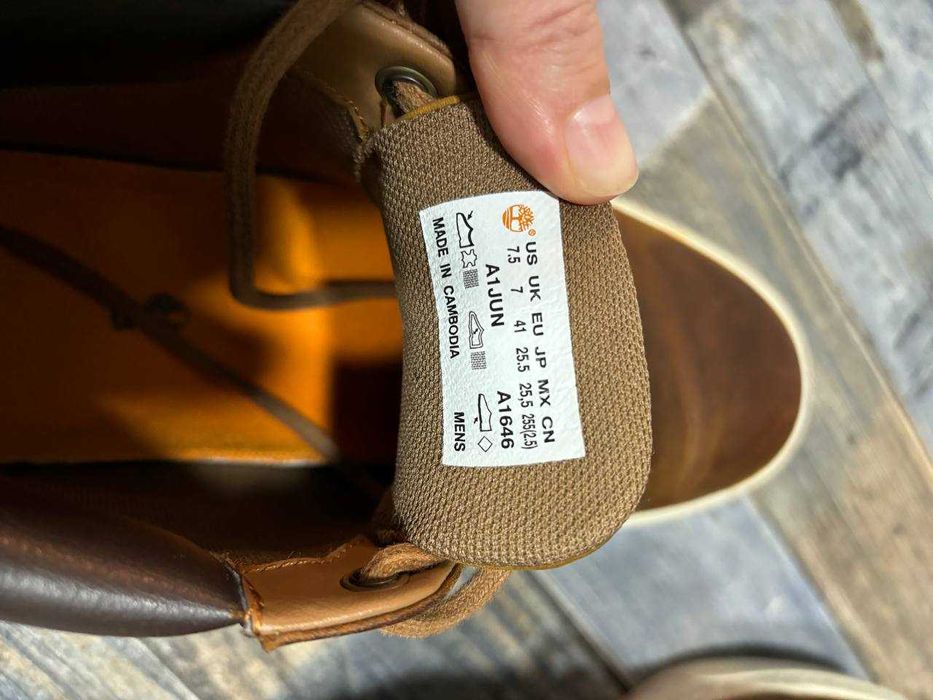 US UK EU JP MX CN
7.5 7 41 25.5 25,5 255(2.5)
A1JUN A1646
MADE IN CAMBODIA MENS